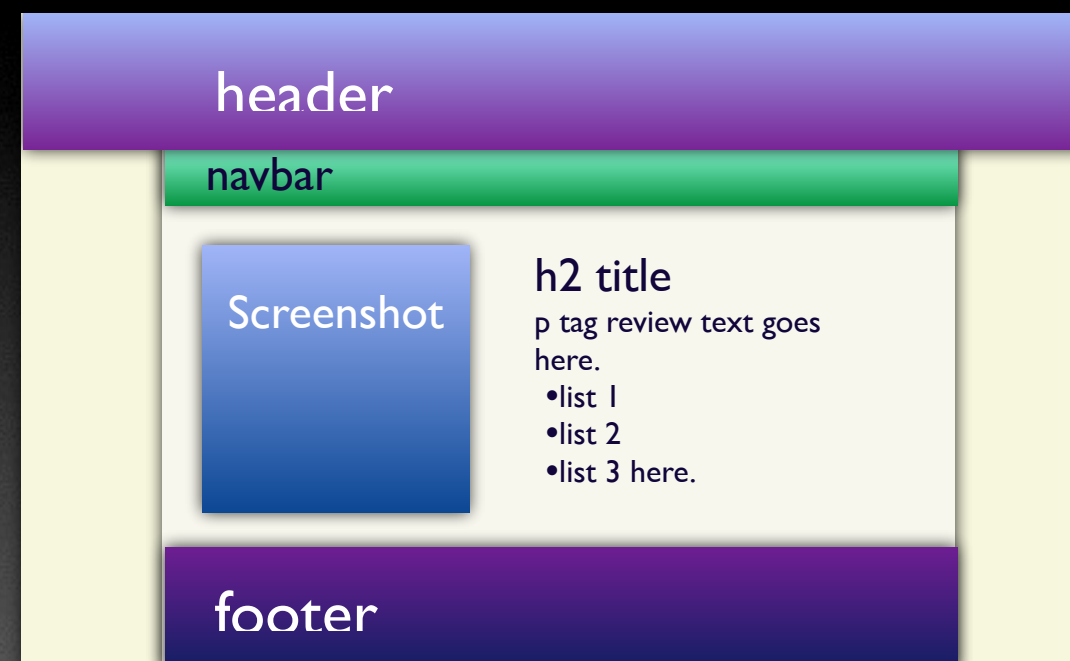 header
navbar
Screenshot
h2 title
p tag review text goes
here.
•list 1
•list 2
•list 3 here.
footer